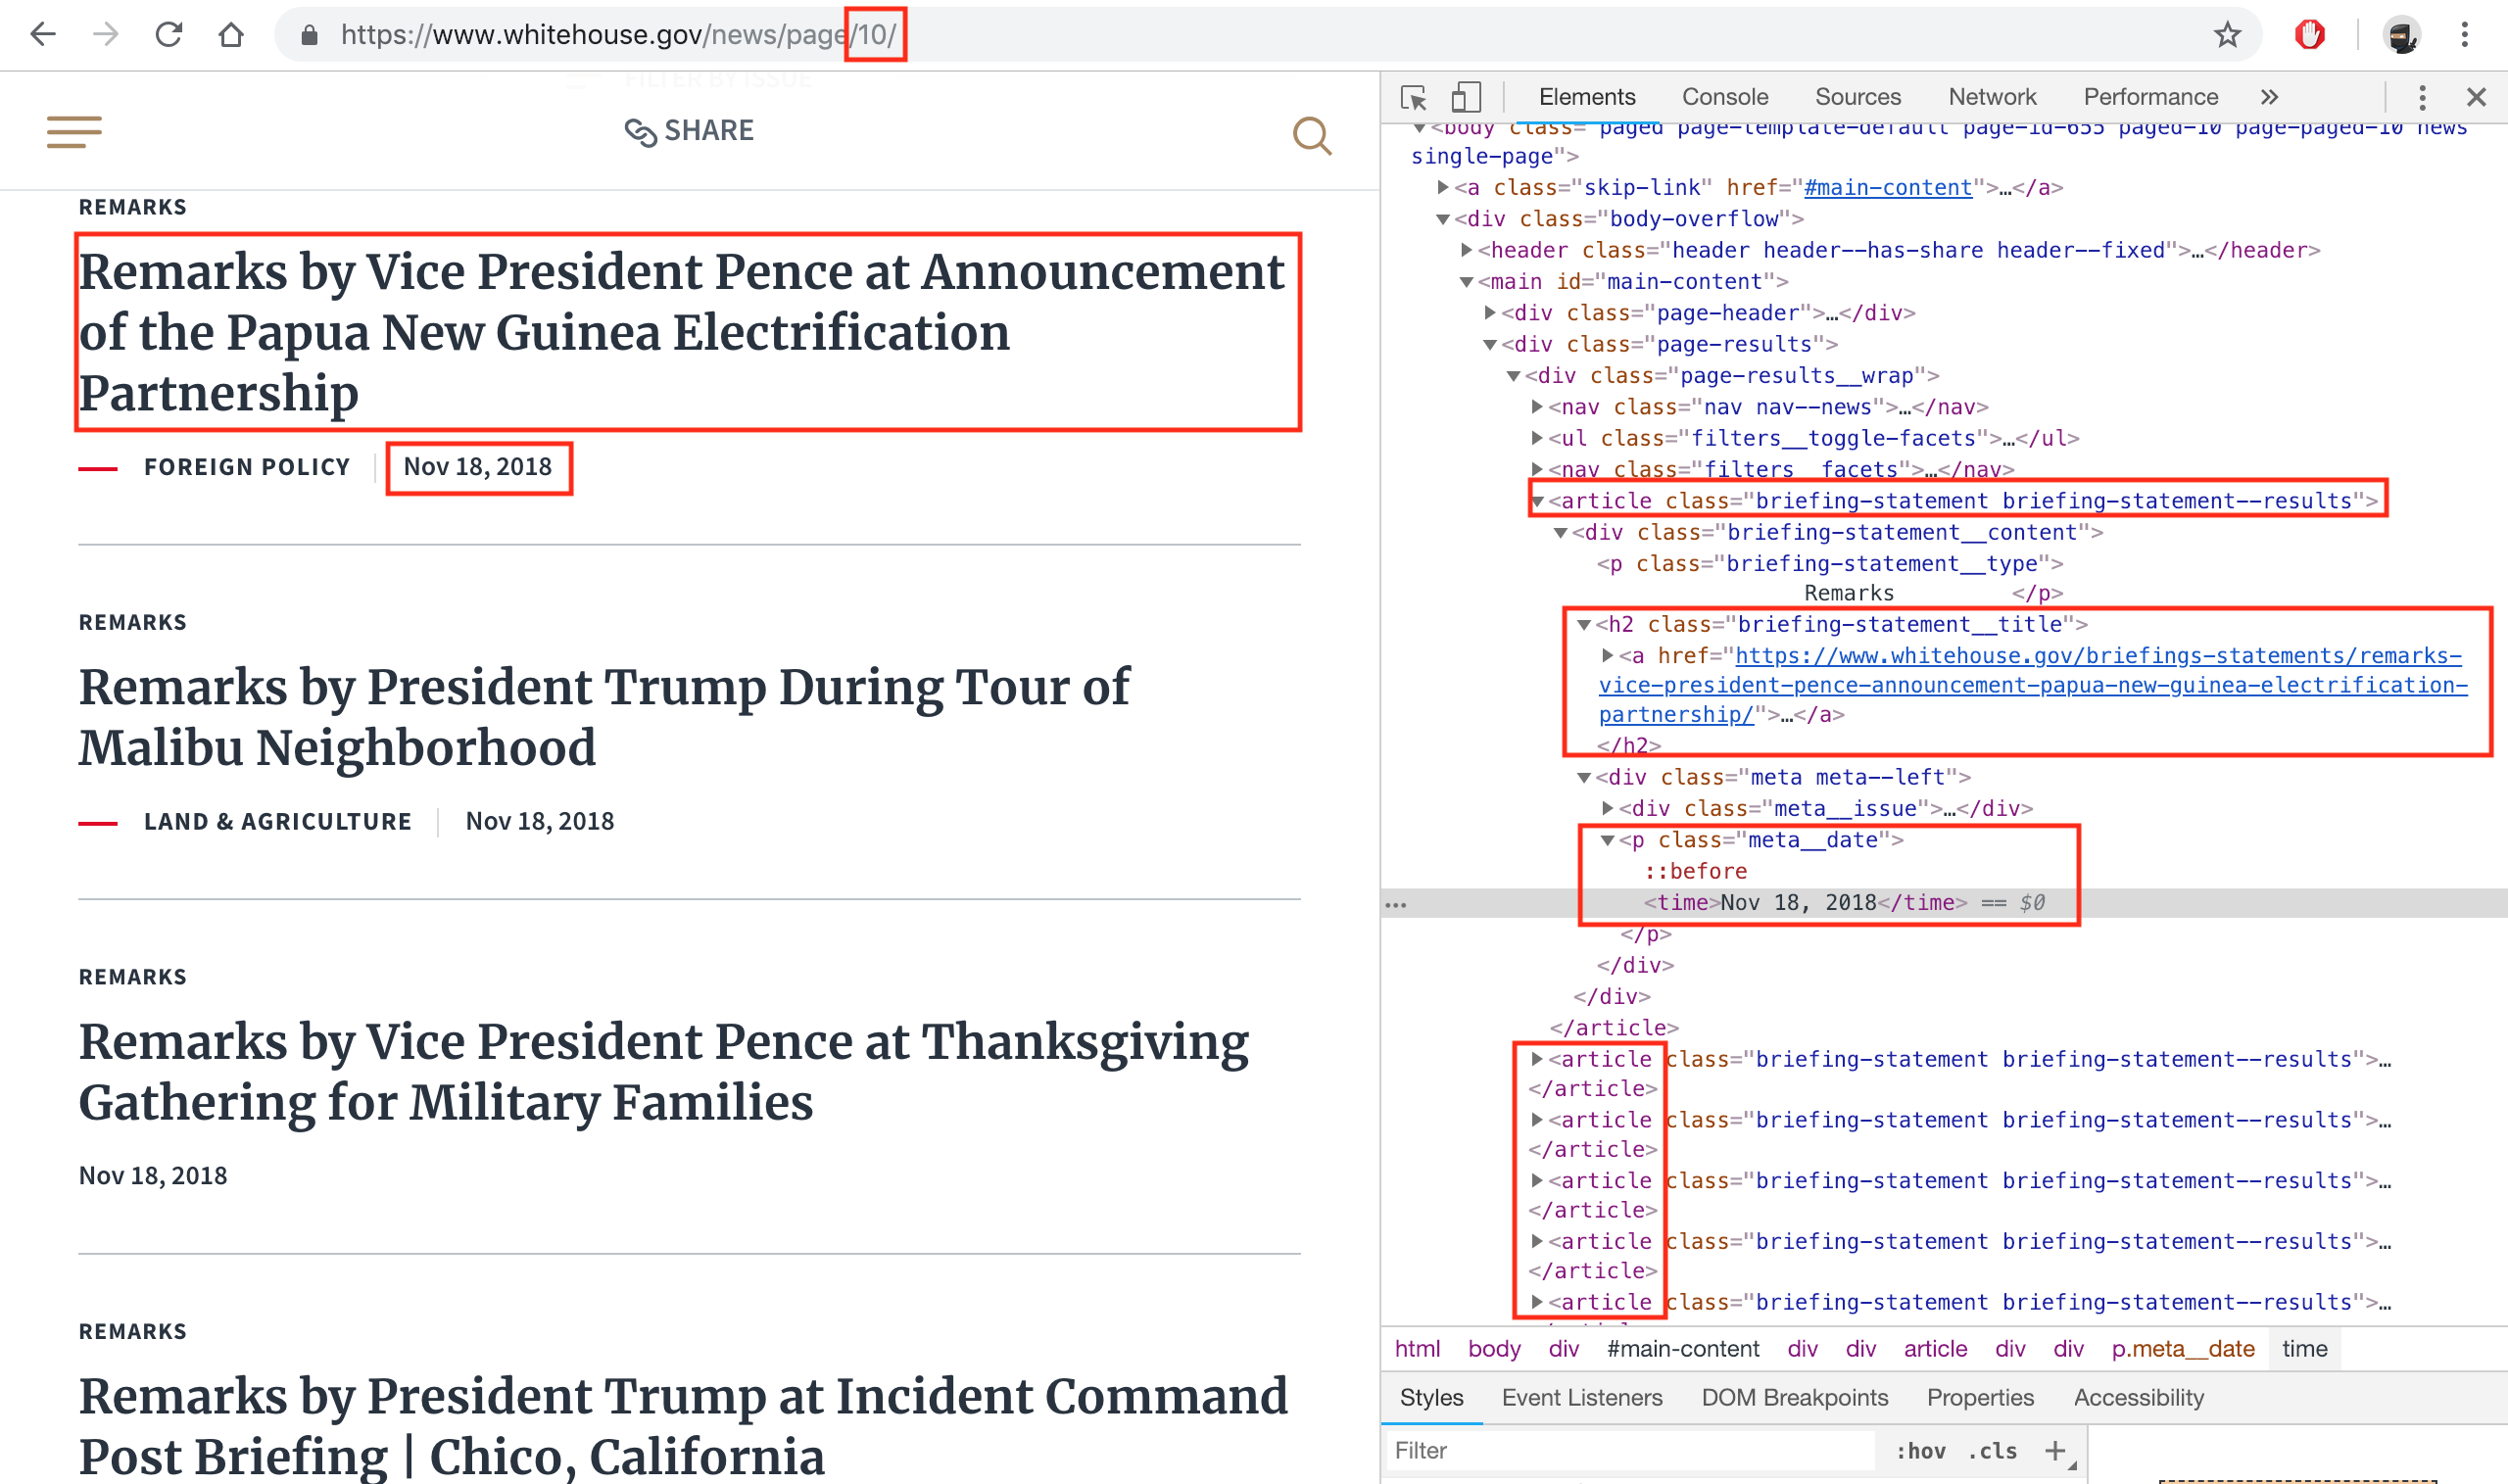 https://www.whitehouse.gov/news/page/10/
FILTER BY ISSUE
SHARE
REMARKS
Remarks by Vice President Pence at Announcement
of the Papua New Guinea Electrification
Partnership
FOREIGN POLICY Nov 18, 2018
REMARKS
Remarks by President Trump During Tour of
Malibu Neighborhood
LAND & AGRICULTURE Nov 18, 2018
REMARKS
Remarks by Vice President Pence at Thanksgiving
Gathering for Military Families
Nov 18, 2018
REMARKS
Remarks by President Trump at Incident Command
Post Briefing | Chico, California
Elements Console Sources Network Performance »
<body class="paged page-template-default page-id-655 paged-10 page-paged-10 news
single-page">
<a class="skip-link" href="#main-content">…</a>
<div class="body-overflow">
<header class="header header--has-share header--fixed">…</header>
<main id="main-content">
<div class="page-header">…</div>
<div class="page-results">
<div class="page-results__wrap">
<nav class="nav nav--news">…</nav>
<ul class="filters__toggle-facets">…</ul>
<nav class="filters__facets">…</nav>
<article class="briefing-statement briefing-statement--results">
<div class="briefing-statement__content">
<p class="briefing-statement__type">
Remarks </p>
<h2 class="briefing-statement__title">
<a href="https://www.whitehouse.gov/briefings-statements/remarks-
vice-president-pence-announcement-papua-new-guinea-electrification-
partnership/">…</a>
</h2>
<div class="meta meta--left">
<div class="meta__issue">…</div>
<p class="meta__date">
::before
… <time>Nov 18, 2018</time> == $0
</p>
</div>
</div>
</article>
<article class="briefing-statement briefing-statement--results">…
</article>
<article class="briefing-statement briefing-statement--results">…
</article>
<article class="briefing-statement briefing-statement--results">…
</article>
<article class="briefing-statement briefing-statement--results">…
</article>
<article class="briefing-statement briefing-statement--results">…
html body div #main-content div div article div div p.meta__date time
Styles Event Listeners DOM Breakpoints Properties Accessibility
Filter :hov .cls +